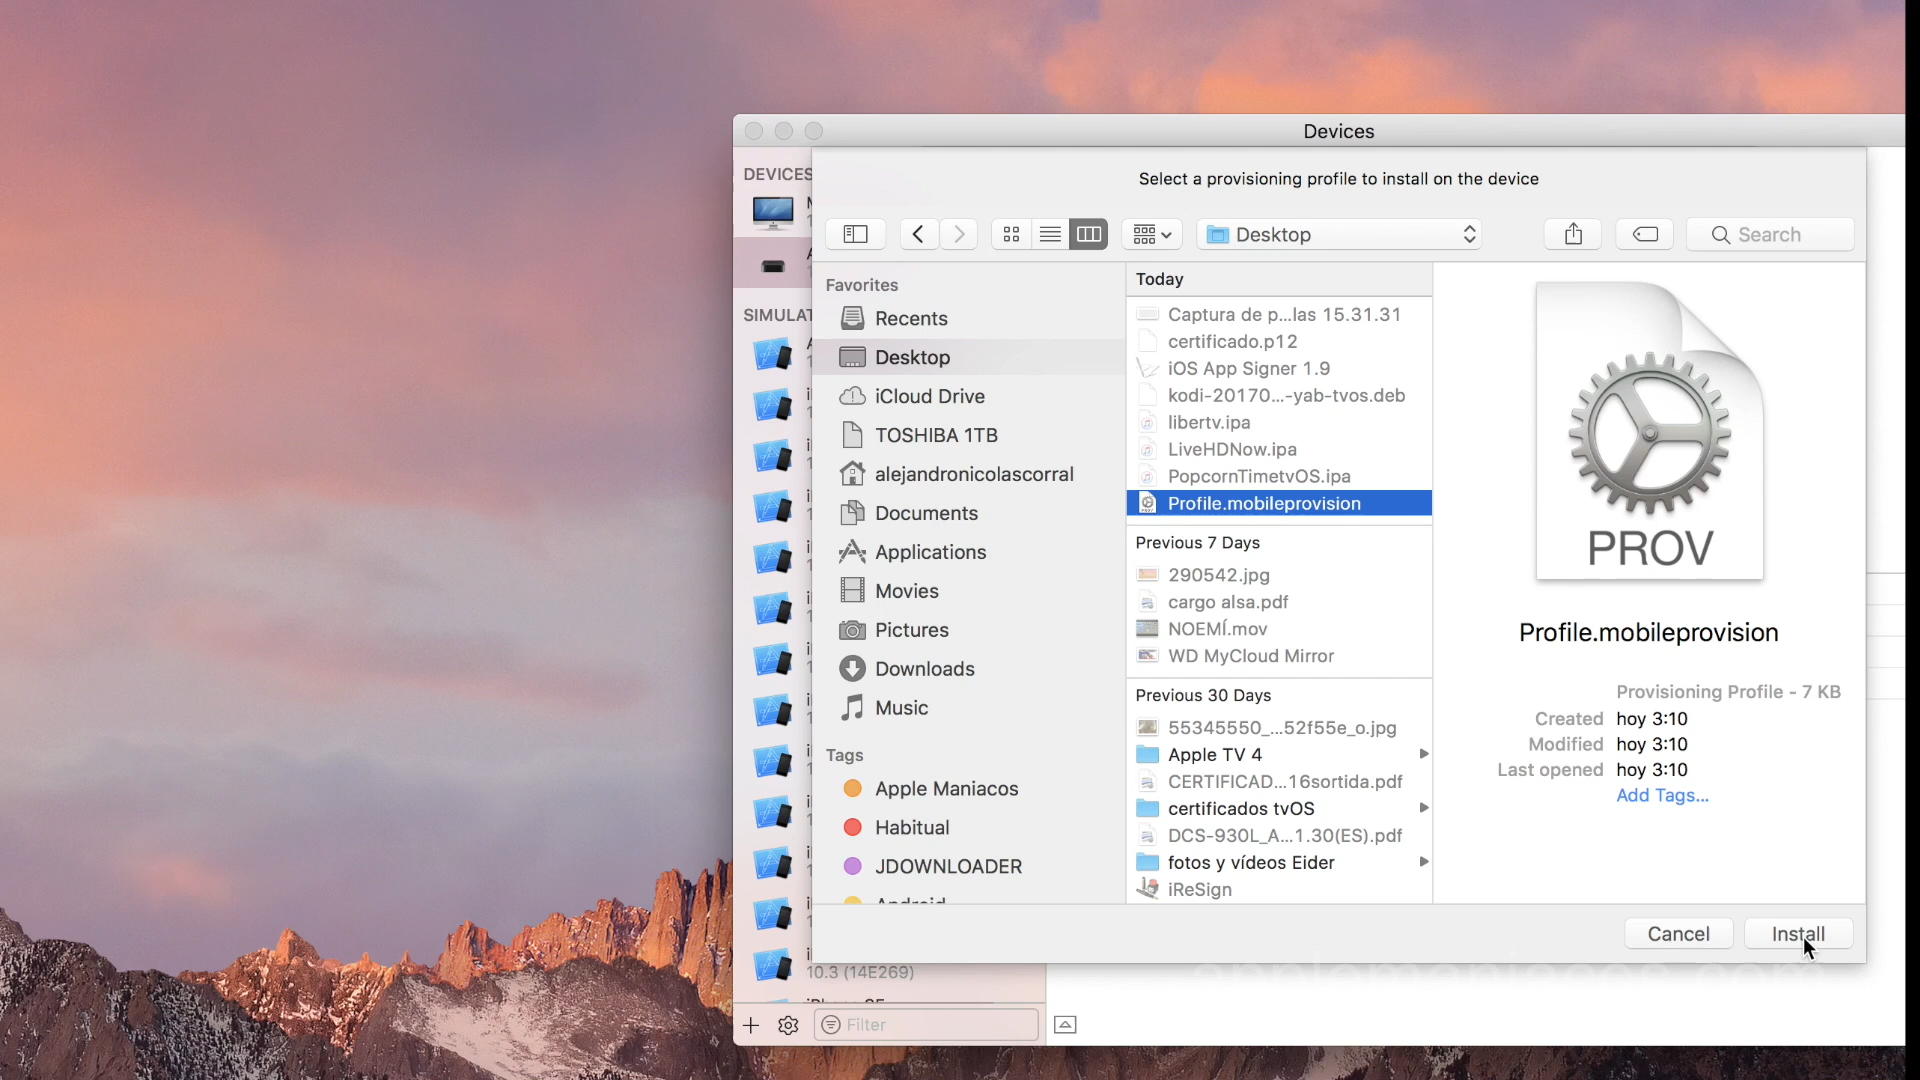 Devices
DEVICES
Select a provisioning profile to install on the device
Desktop
Search
SIMULAT
Favorites
Recents
Desktop
iCloud Drive
TOSHIBA 1TB
alejandronicolascorral
Documents
Applications
Movies
Pictures
Downloads
Music
Tags
Apple Maniacos
Habitual
JDOWNLOADER
Android
Today
Captura de p...las 15.31.31
certificado.p12
iOS App Signer 1.9
kodi-20170...-yab-tvos.deb
libertv.ipa
LiveHDNow.ipa
PopcornTimetvOS.ipa
Profile.mobileprovision
Previous 7 Days
290542.jpg
cargo alsa.pdf
NOEMÍ.mov
WD MyCloud Mirror
Previous 30 Days
55345550_...52f55e_o.jpg
Apple TV 4
CERTIFICAD...16sortida.pdf
certificados tvOS
DCS-930L_A...1.30(ES).pdf
fotos y vídeos Eider
iReSign
PROV
Profile.mobileprovision
Provisioning Profile - 7 KB
Created hoy 3:10
Modified hoy 3:10
Last opened hoy 3:10
Add Tags...
Cancel
Install
10.3 (14E269)
iPhone SE
Filter